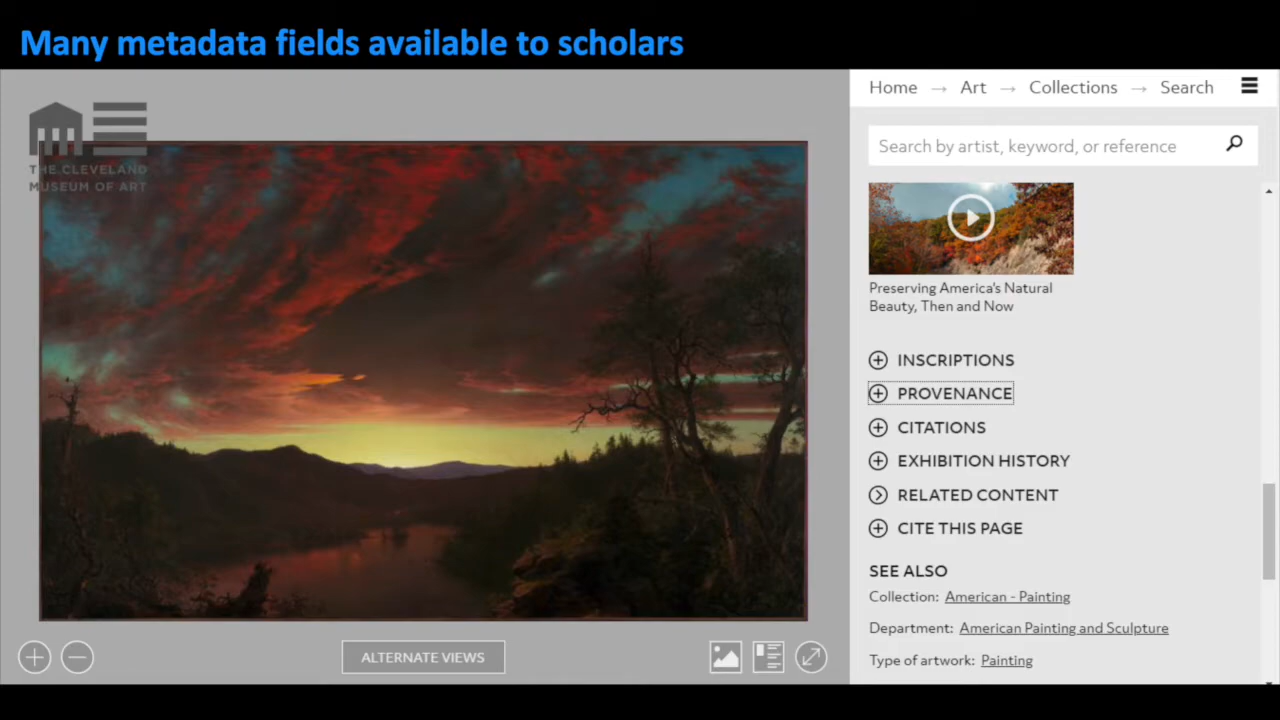 Many metadata fields available to scholars
THE CLEVELAND
MUSEUM OF ART
Home → Art → Collections → Search
Search by artist, keyword, or reference
Preserving America's Natural
Beauty, Then and Now
INSCRIPTIONS
PROVENANCE
CITATIONS
EXHIBITION HISTORY
RELATED CONTENT
CITE THIS PAGE
SEE ALSO
Collection: American - Painting
Department: American Painting and Sculpture
Type of artwork: Painting
ALTERNATE VIEWS